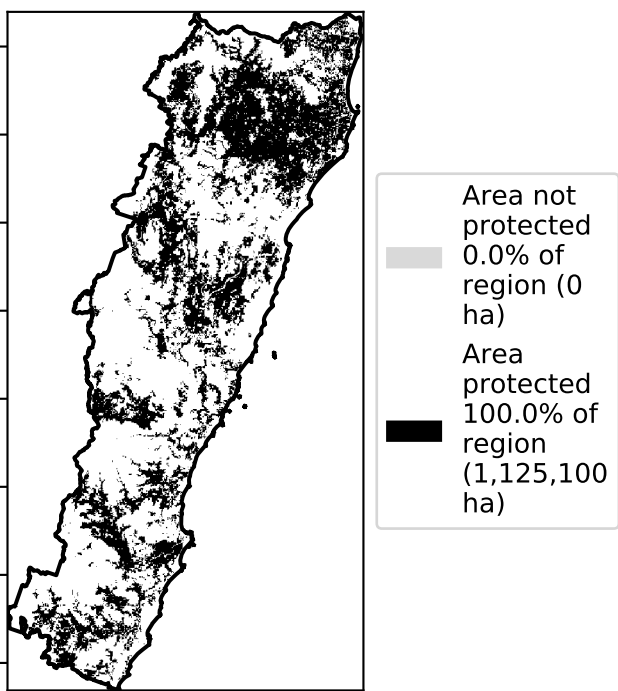 Area not
protected
0.0% of
region (0
ha)
Area
protected
100.0% of
region
(1,125,100
ha)